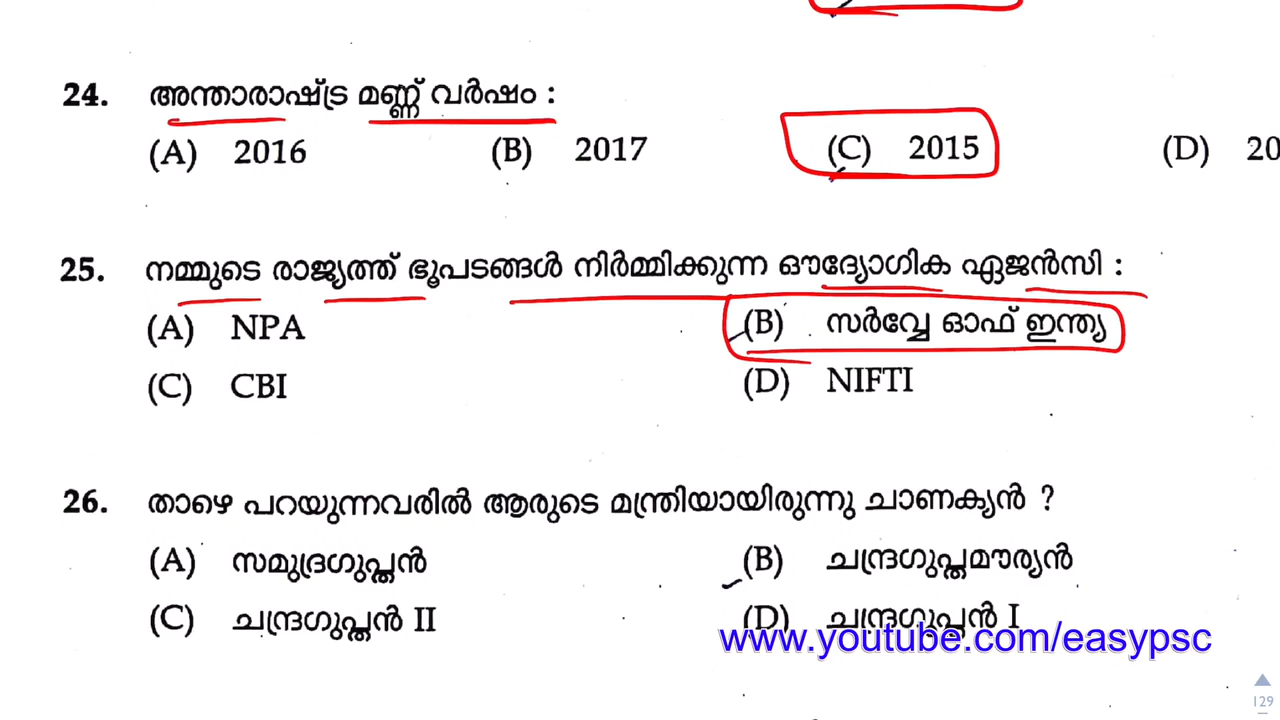 24. അന്താരാഷ്ട്ര മണ്ണ് വർഷം :
(A) 2016 (B) 2017 (C) 2015 (D) 20
25. നമ്മുടെ രാജ്യത്ത് ഭൂപടങ്ങൾ നിർമ്മിക്കുന്ന ഔദ്യോഗിക ഏജൻസി :
(A) NPA (B) സർവ്വേ ഓഫ് ഇന്ത്യ
(C) CBI (D) NIFTI
26. താഴെ പറയുന്നവരിൽ ആരുടെ മന്ത്രിയായിരുന്നു ചാണക്യൻ ?
(A) സമുദ്രഗുപ്തൻ (B) ചന്ദ്രഗുപ്തമൗര്യൻ
(C) ചന്ദ്രഗുപ്തൻ II (D) ചന്ദ്രഗുപ്തൻ I
www.youtube.com/easypsc
129